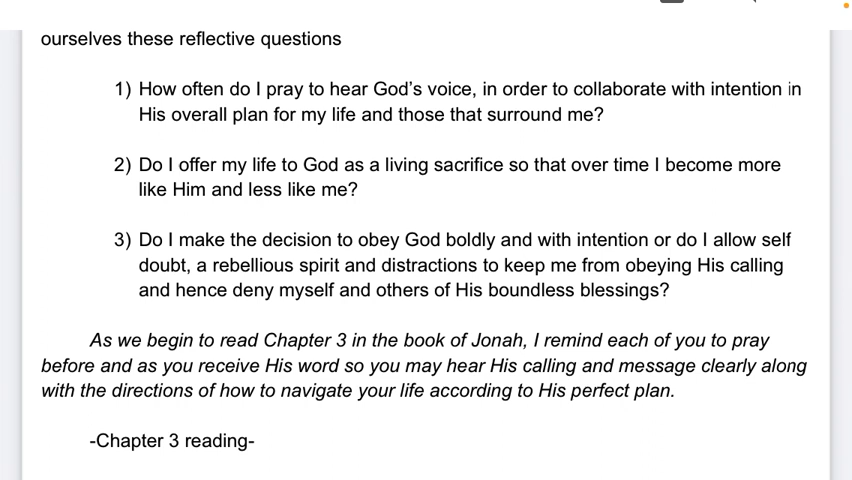 ourselves these reflective questions
1) How often do I pray to hear God's voice, in order to collaborate with intention in
His overall plan for my life and those that surround me?
2) Do I offer my life to God as a living sacrifice so that over time I become more
like Him and less like me?
3) Do I make the decision to obey God boldly and with intention or do I allow self
doubt, a rebellious spirit and distractions to keep me from obeying His calling
and hence deny myself and others of His boundless blessings?
As we begin to read Chapter 3 in the book of Jonah, I remind each of you to pray
before and as you receive His word so you may hear His calling and message clearly along
with the directions of how to navigate your life according to His perfect plan.
-Chapter 3 reading-